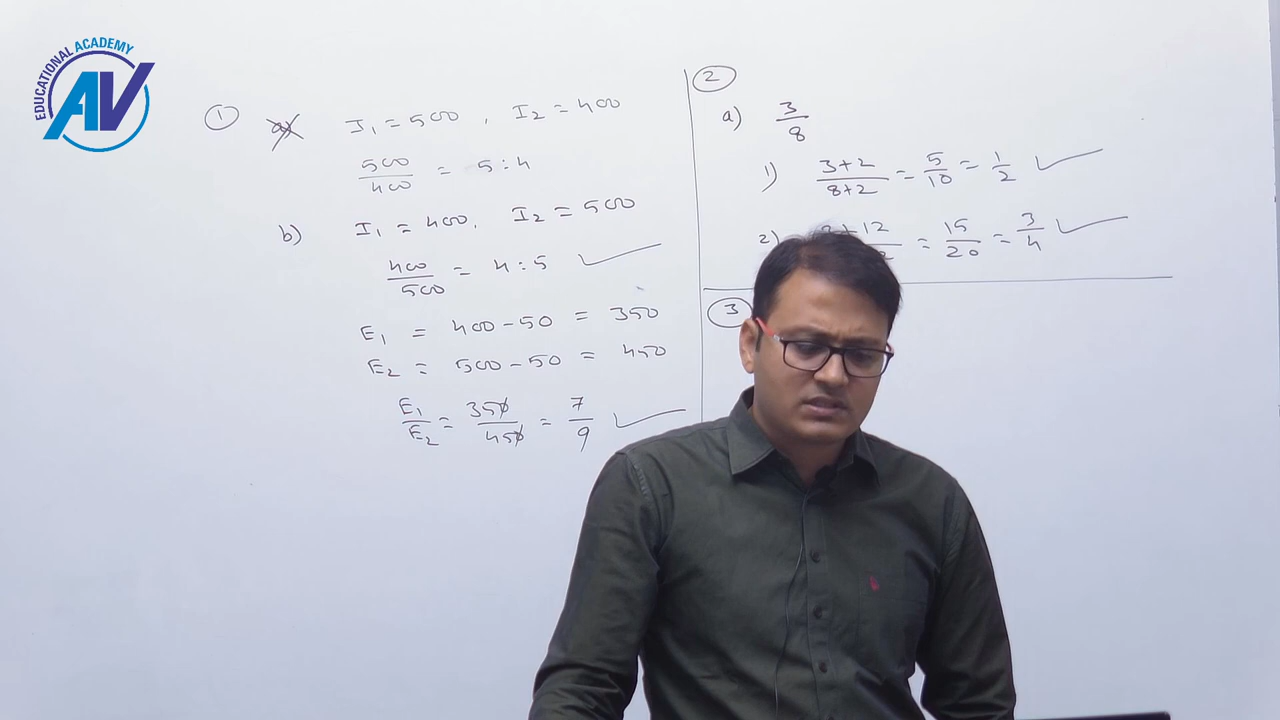 EDUCATIONAL ACADEMY
AV
①
I₁ = 500 , I₂ = 400
500/400 = 5:4
b) I₁ = 400, I₂ = 500
400/500 = 4:5
E₁ = 400-50 = 350
E₂ = 500-50 = 450
E₁/E₂ = 350/450 = 7/9
②
a) 3/8
1) 3+2/8+2 = 5/10 = 1/2
2) +12/ = 15/20 = 3/4
③